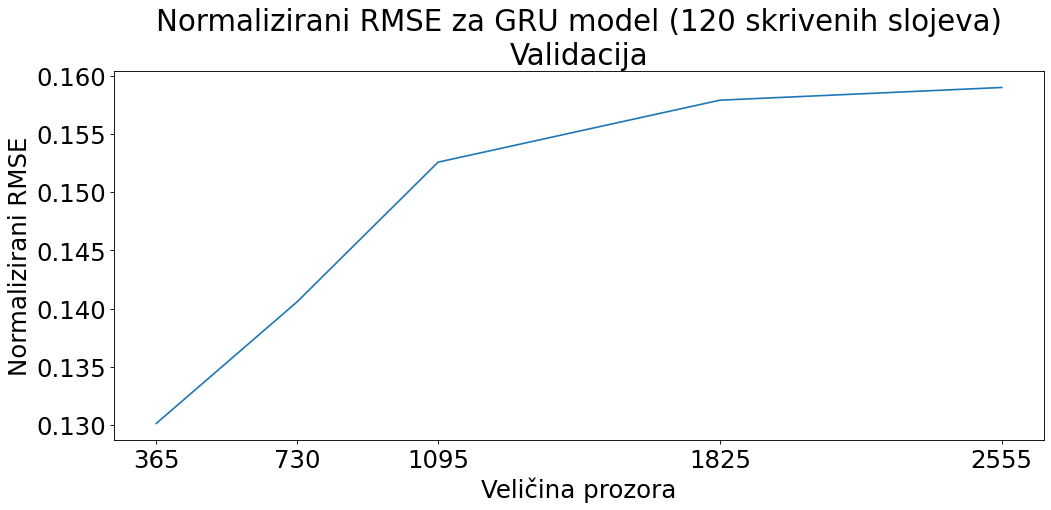 Normalizirani RMSE za GRU model (120 skrivenih slojeva)
Validacija
Normalizirani RMSE
0.160
0.155
0.150
0.145
0.140
0.135
0.130
365 730 1095 1825 2555
Veličina prozora